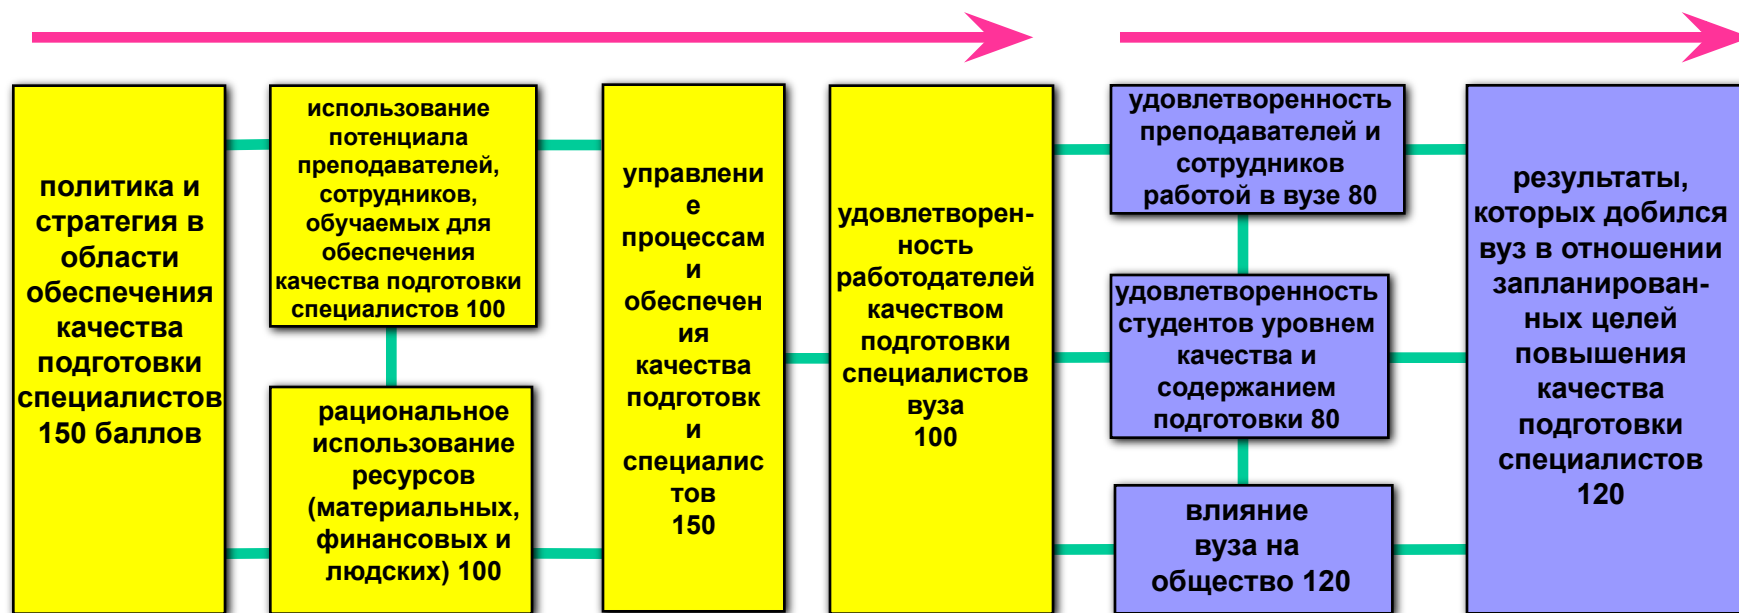 политика и
стратегия в
области
обеспечения
качества
подготовки
специалистов
150 баллов
использование
потенциала
преподавателей,
сотрудников,
обучаемых для
обеспечения
качества подготовки
специалистов 100
рациональное
использование
ресурсов
(материальных,
финансовых и
людских) 100
управлени
е
процессам
и
обеспечен
ия
качества
подготовк
и
специалис
тов
150
удовлетворен-
ность
работодателей
качеством
подготовки
специалистов
вуза
100
удовлетворенность
преподавателей и
сотрудников
работой в вузе 80
удовлетворенность
студентов уровнем
качества и
содержанием
подготовки 80
влияние
вуза на
общество 120
результаты,
которых добился
вуз в отношении
запланирован-
ных целей
повышения
качества
подготовки
специалистов
120